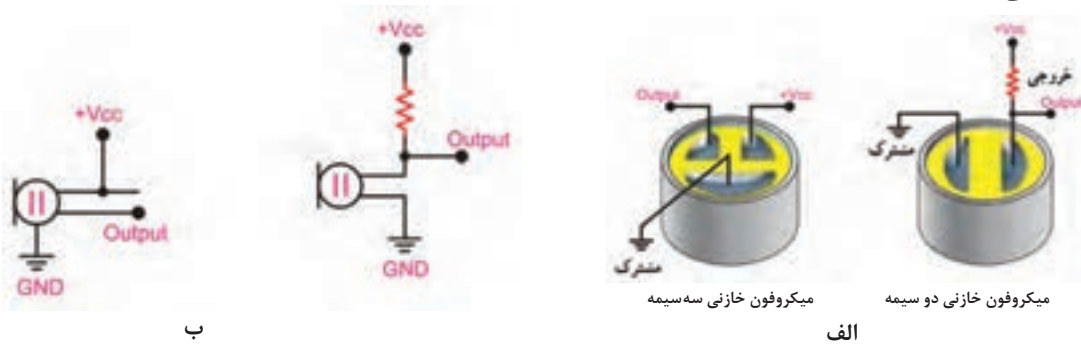 +Vcc
+Vcc
Output
Output
GND
GND
ب
+Vcc
خروجی
Output
+Vcc
Output
مشترک
مشترک
میکروفون خازنی سه‌سیمه
میکروفون خازنی دو سیمه
الف